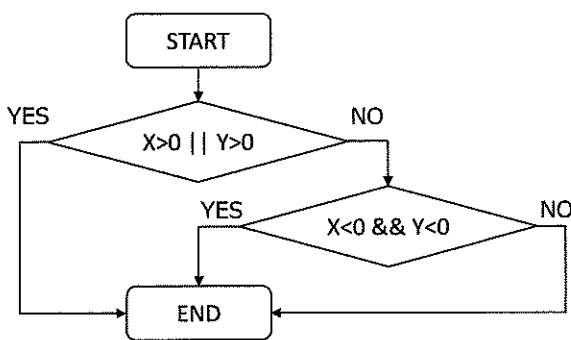 START
YES
NO
X>0 || Y>0
YES
NO
X<0 && Y<0
END